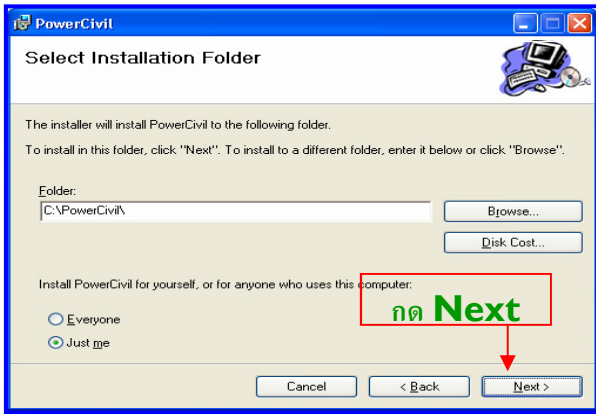 PowerCivil
Select Installation Folder
The installer will install PowerCivil to the following folder.
To install in this folder, click "Next". To install to a different folder, enter it below or click "Browse".
Folder:
C:\PowerCivil\
Browse...
Disk Cost...
Install PowerCivil for yourself, or for anyone who uses this computer:
กด Next
Everyone
Just me
Cancel
< Back
Next >